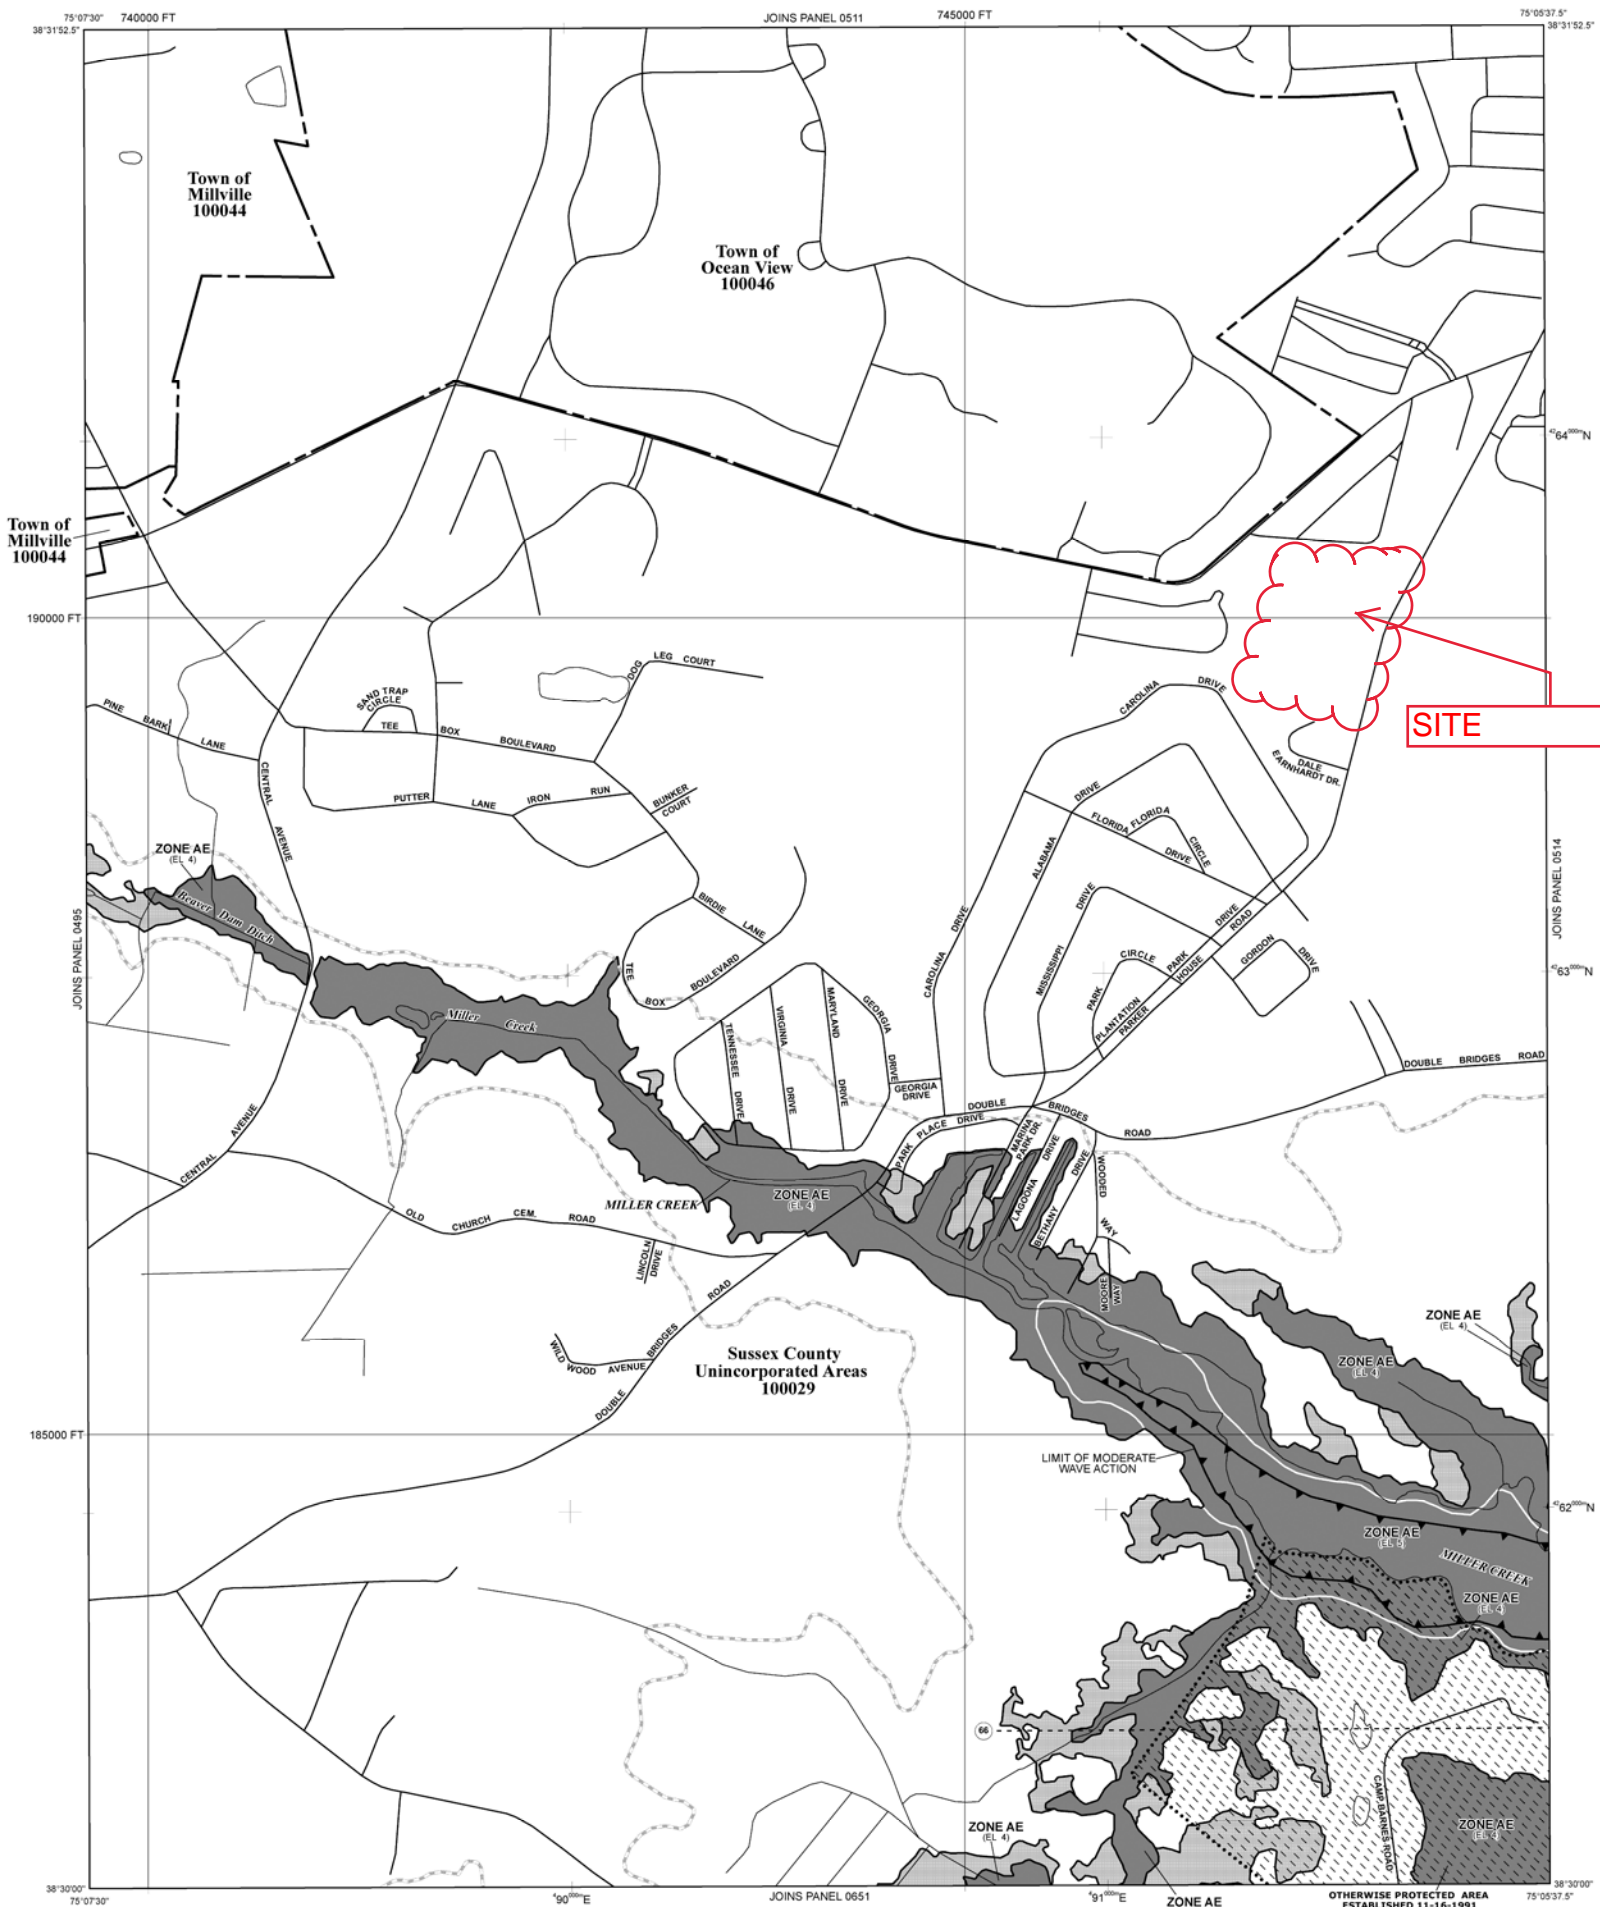 75°07'30"
740000 FT
JOINS PANEL 0511
745000 FT
75°05'37.5"
38°31'52.5"
38°31'52.5"
Town of
Millville
100044
Town of
Ocean View
100046
4264000mN
Town of
Millville
100044
190000 FT
SITE
DOG LEG COURT
SAND TRAP
CIRCLE
TEE BOX BOULEVARD
PINE BARK LANE
CAROLINA DRIVE
DALE
EARNHARDT DR.
CENTRAL AVENUE
PUTTER LANE
IRON RUN
BUNKER
COURT
DRIVE
FLORIDA
FLORIDA
CIRCLE
DRIVE
ALABAMA
ZONE AE
(EL 4)
Beaver Dam Ditch
JOINS PANEL 0495
JOINS PANEL 0514
BIRDIE LANE
TEE BOX BOULEVARD
CAROLINA DRIVE
MISSISSIPPI DRIVE
PARK CIRCLE
PARK DRIVE
PLANTATION
PARKER HOUSE ROAD
GORDON DRIVE
4263000mN
Miller Creek
TENNESSEE DRIVE
VIRGINIA DRIVE
MARYLAND DRIVE
GEORGIA DRIVE
GEORGIA
DRIVE
DOUBLE BRIDGES ROAD
DOUBLE BRIDGES ROAD
PARK PLACE DRIVE
MARINA
PARK DR.
LAGOONA DRIVE
BETHANY DRIVE
WOODED WAY
MOORE
WAY
CENTRAL AVENUE
MILLER CREEK
ZONE AE
(EL 4)
OLD CHURCH CEM. ROAD
LINCOLN
DRIVE
WILD WOOD AVENUE
DOUBLE BRIDGES ROAD
Sussex County
Unincorporated Areas
100029
ZONE AE
(EL 4)
ZONE AE
(EL 4)
185000 FT
LIMIT OF MODERATE
WAVE ACTION
4262000mN
ZONE AE
(EL 5)
MILLER CREEK
ZONE AE
(EL 4)
66
CAMP BARNES ROAD
ZONE AE
(EL 4)
ZONE AE
(EL 4)
38°30'00"
38°30'00"
75°07'30"
490000mE
JOINS PANEL 0651
491000mE
ZONE AE
OTHERWISE PROTECTED AREA
ESTABLISHED 11-16-1991
75°05'37.5"